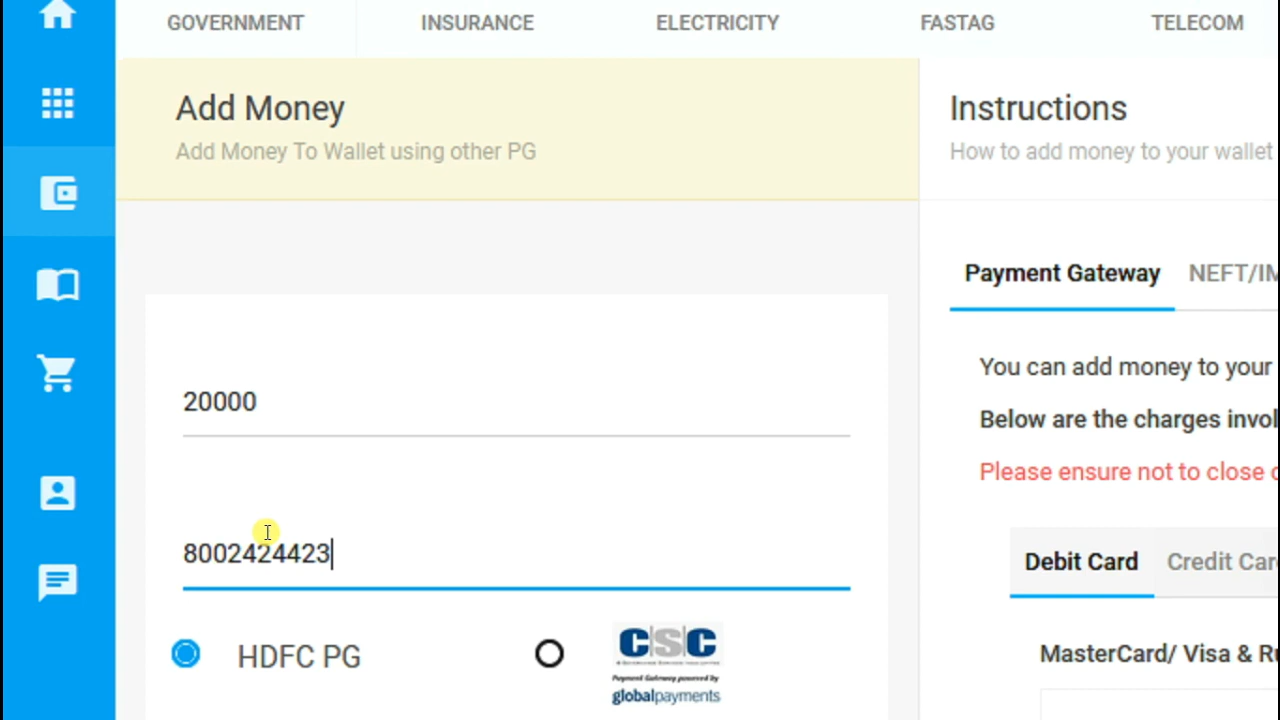 GOVERNMENT INSURANCE ELECTRICITY FASTAG TELECOM
Add Money
Add Money To Wallet using other PG
20000
8002424423
HDFC PG
CSC
Payment Gateway powered by
globalpayments
Instructions
How to add money to your wallet
Payment Gateway NEFT/IM
You can add money to your
Below are the charges invol
Please ensure not to close
Debit Card Credit Car
MasterCard/ Visa & Ru